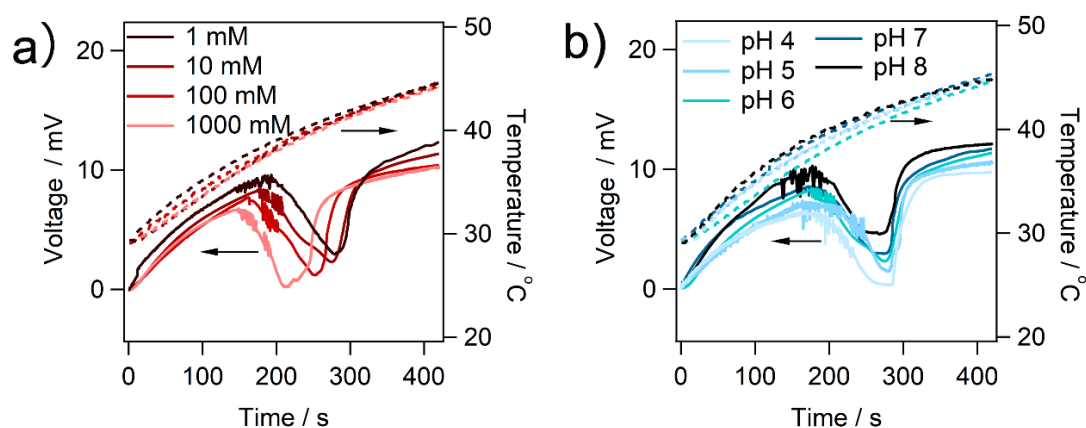 a)
1 mM
10 mM
100 mM
1000 mM
20
10
0
Voltage / mV
50
40
30
20
Temperature / °C
0 100 200 300 400
Time / s
b)
pH 4 pH 7
pH 5 pH 8
pH 6
20
10
0
Voltage / mV
50
40
30
20
Temperature / °C
0 100 200 300 400
Time / s